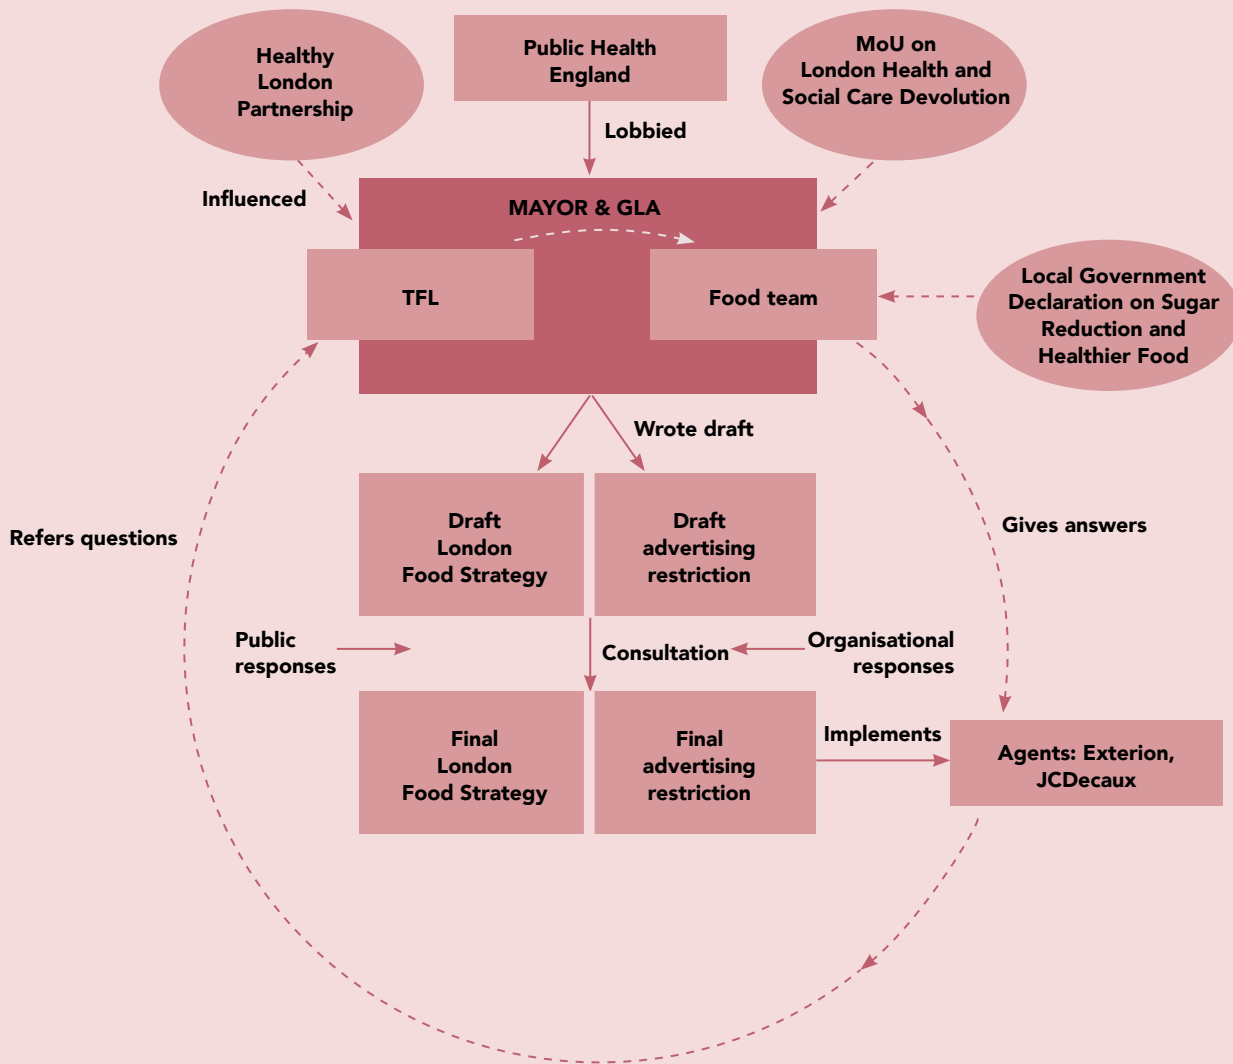 Healthy
London
Partnership
Public Health
England
MoU on
London Health and
Social Care Devolution
Lobbied
Influenced
MAYOR & GLA
TFL
Food team
Local Government
Declaration on Sugar
Reduction and
Healthier Food
Wrote draft
Refers questions
Draft
London
Food Strategy
Draft
advertising
restriction
Gives answers
Public
responses
Consultation
Organisational
responses
Final
London
Food Strategy
Final
advertising
restriction
Implements
Agents: Exterion,
JCDecaux